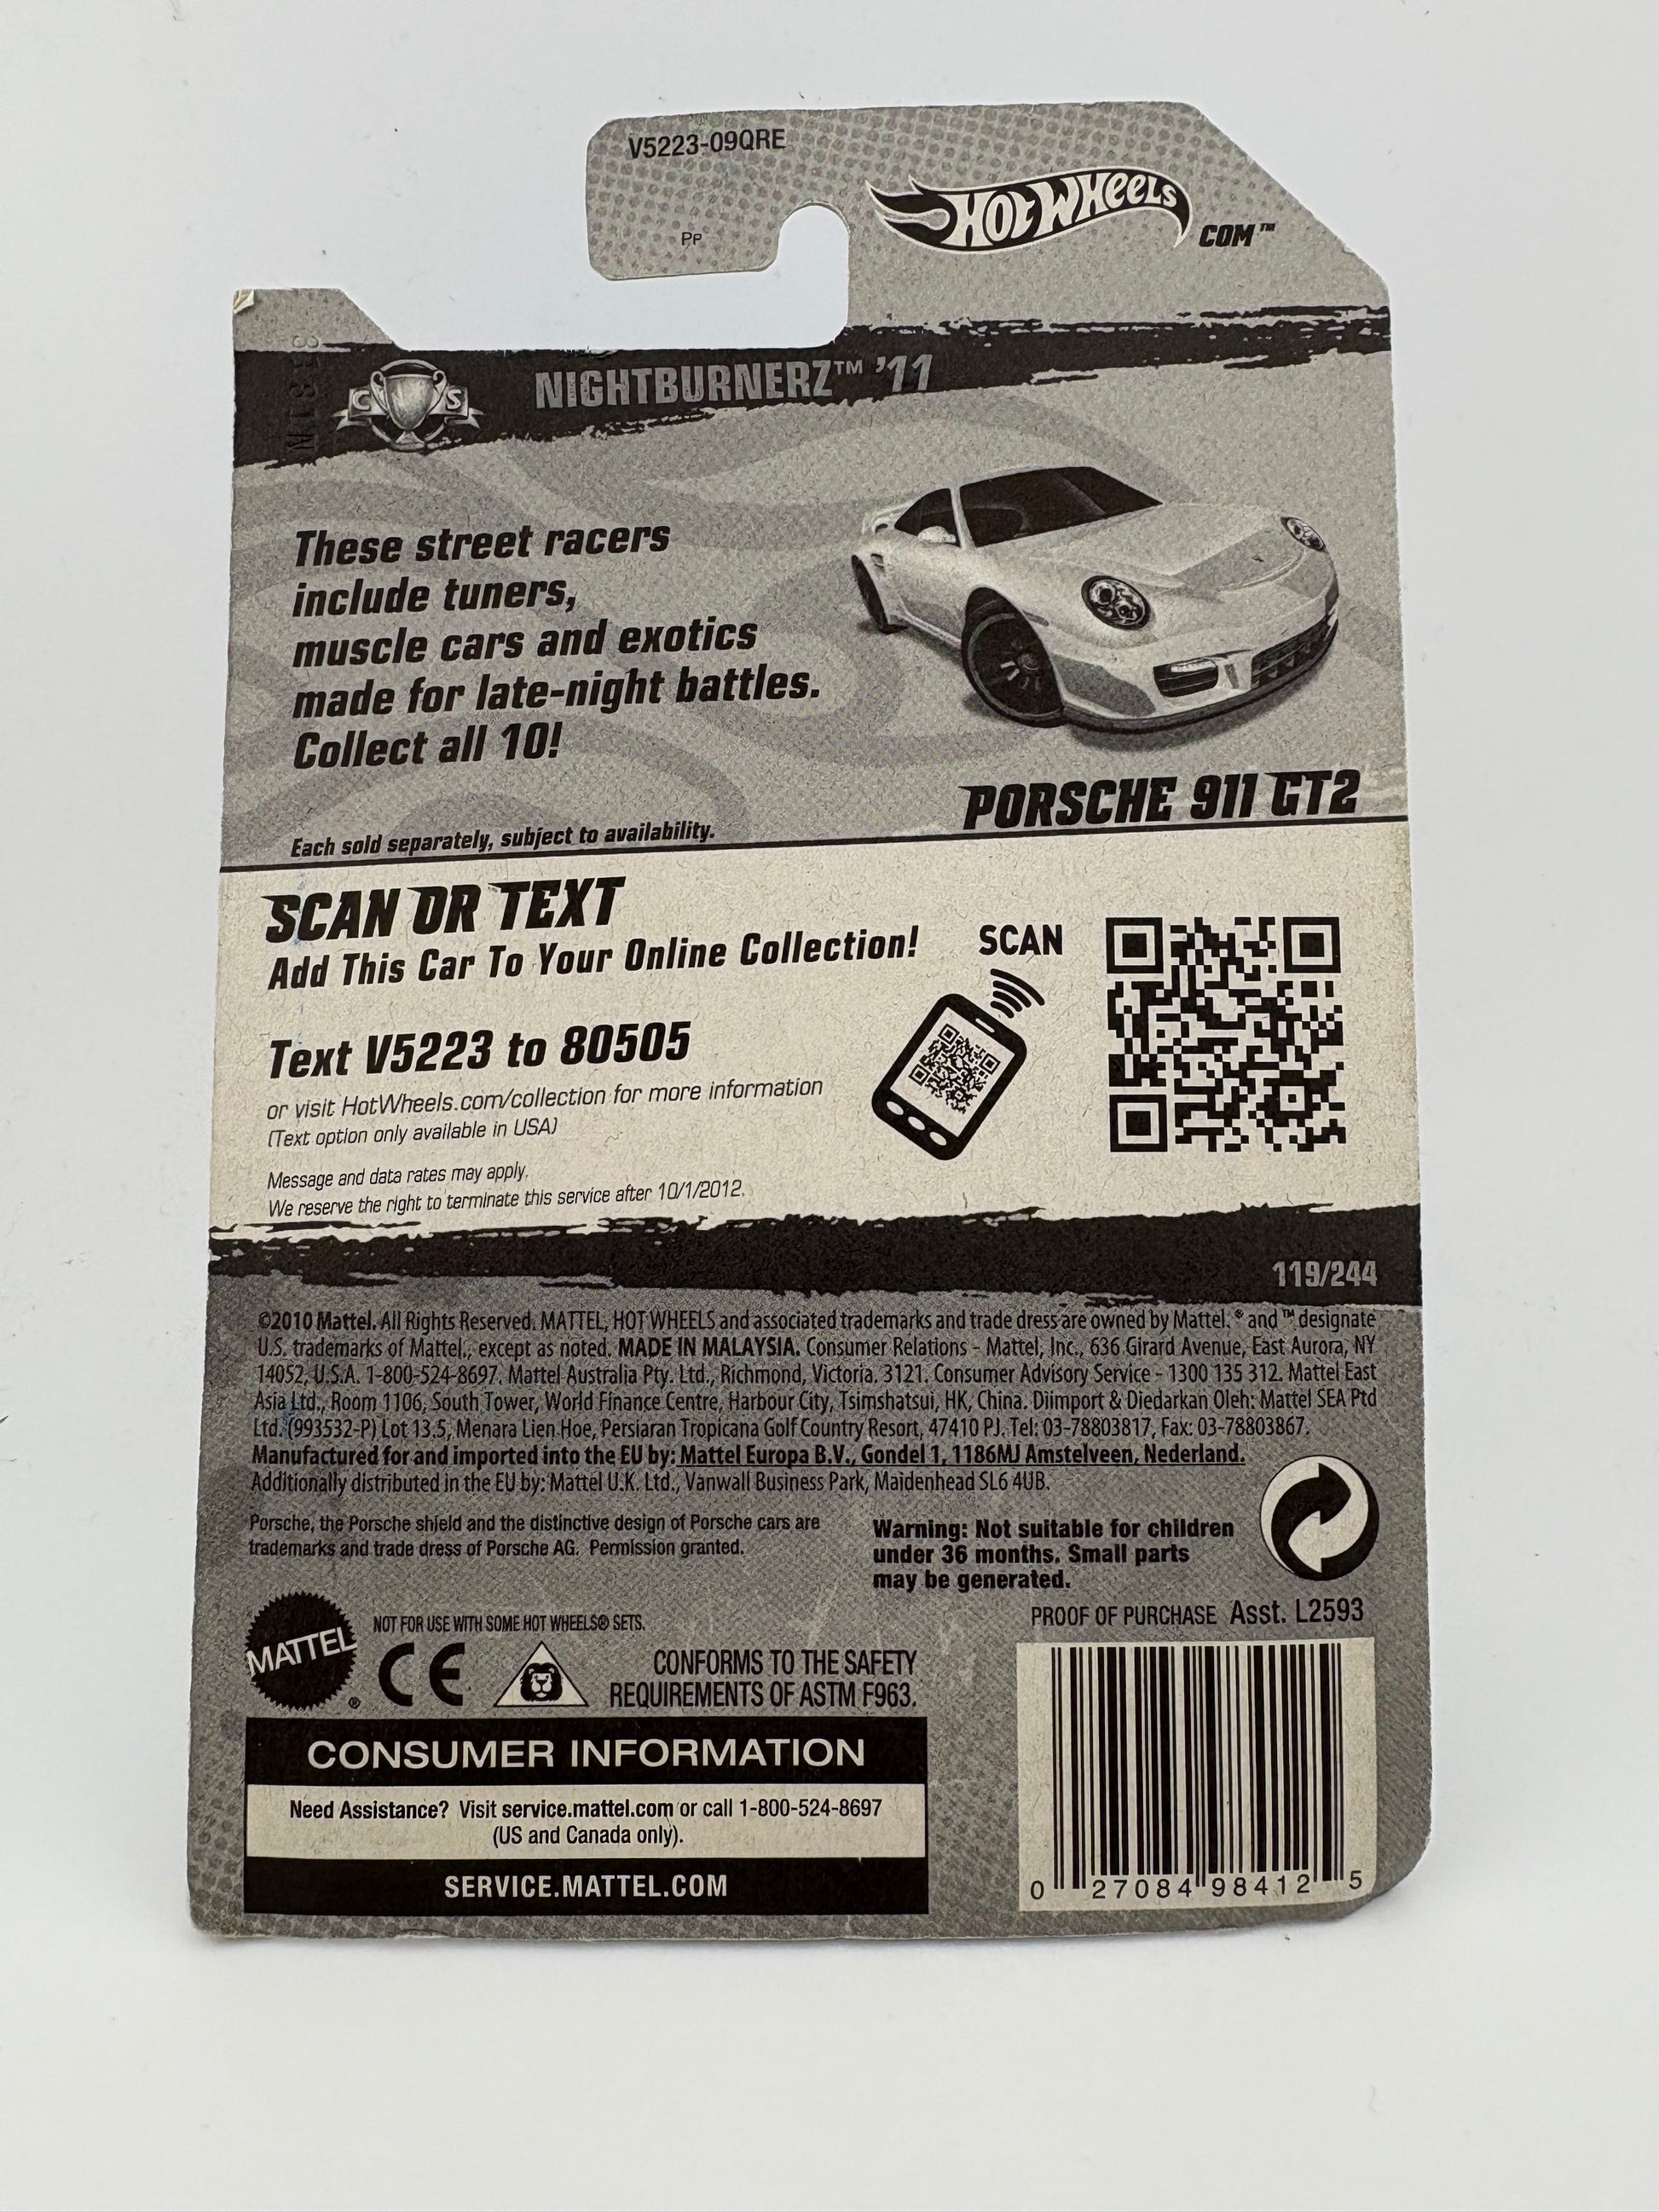 V5223-09QRE
PP
HOT WHEELS
COM™
NIGHTBURNERZ™ '11
C S
These street racers
include tuners,
muscle cars and exotics
made for late-night battles.
Collect all 10!
PORSCHE 911 GT2
Each sold separately, subject to availability.
SCAN OR TEXT
Add This Car To Your Online Collection!
SCAN
Text V5223 to 80505
or visit HotWheels.com/collection for more information
(Text option only available in USA)
Message and data rates may apply.
We reserve the right to terminate this service after 10/1/2012.
119/244
©2010 Mattel. All Rights Reserved. MATTEL, HOT WHEELS and associated trademarks and trade dress are owned by Mattel. ® and ™ designate
U.S. trademarks of Mattel., except as noted. MADE IN MALAYSIA. Consumer Relations - Mattel, Inc., 636 Girard Avenue, East Aurora, NY
14052, U.S.A. 1-800-524-8697. Mattel Australia Pty. Ltd., Richmond, Victoria. 3121. Consumer Advisory Service - 1300 135 312. Mattel East
Asia Ltd., Room 1106, South Tower, World Finance Centre, Harbour City, Tsimshatsui, HK, China. Diimport & Diedarkan Oleh: Mattel SEA Ptd
Ltd. (993532-P) Lot 13.5, Menara Lien Hoe, Persiaran Tropicana Golf Country Resort, 47410 PJ. Tel: 03-78803817, Fax: 03-78803867.
Manufactured for and imported into the EU by: Mattel Europa B.V., Gondel 1, 1186MJ Amstelveen, Nederland.
Additionally distributed in the EU by: Mattel U.K. Ltd., Vanwall Business Park, Maidenhead SL6 4UB.
Porsche, the Porsche shield and the distinctive design of Porsche cars are
trademarks and trade dress of Porsche AG. Permission granted.
Warning: Not suitable for children
under 36 months. Small parts
may be generated.
PROOF OF PURCHASE Asst. L2593
MATTEL ®
NOT FOR USE WITH SOME HOT WHEELS® SETS.
CE
CONFORMS TO THE SAFETY
REQUIREMENTS OF ASTM F963.
CONSUMER INFORMATION
Need Assistance? Visit service.mattel.com or call 1-800-524-8697
(US and Canada only).
SERVICE.MATTEL.COM
0 27084 98412 5